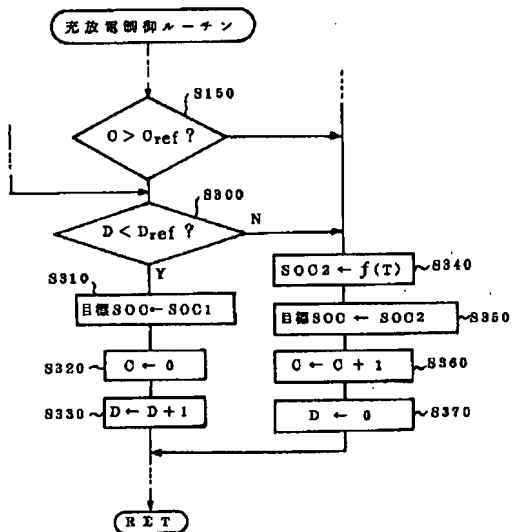 充放電制御ルーチン
S150
C > Cref ?
S300
D < Dref ?
N
Y
S310
目標SOC←SOC1
S320
C ← 0
S330
D ← D + 1
SOC2 ← f(T)
S340
目標SOC ← SOC2
S350
C ← C + 1
S360
D ← 0
S370
RET